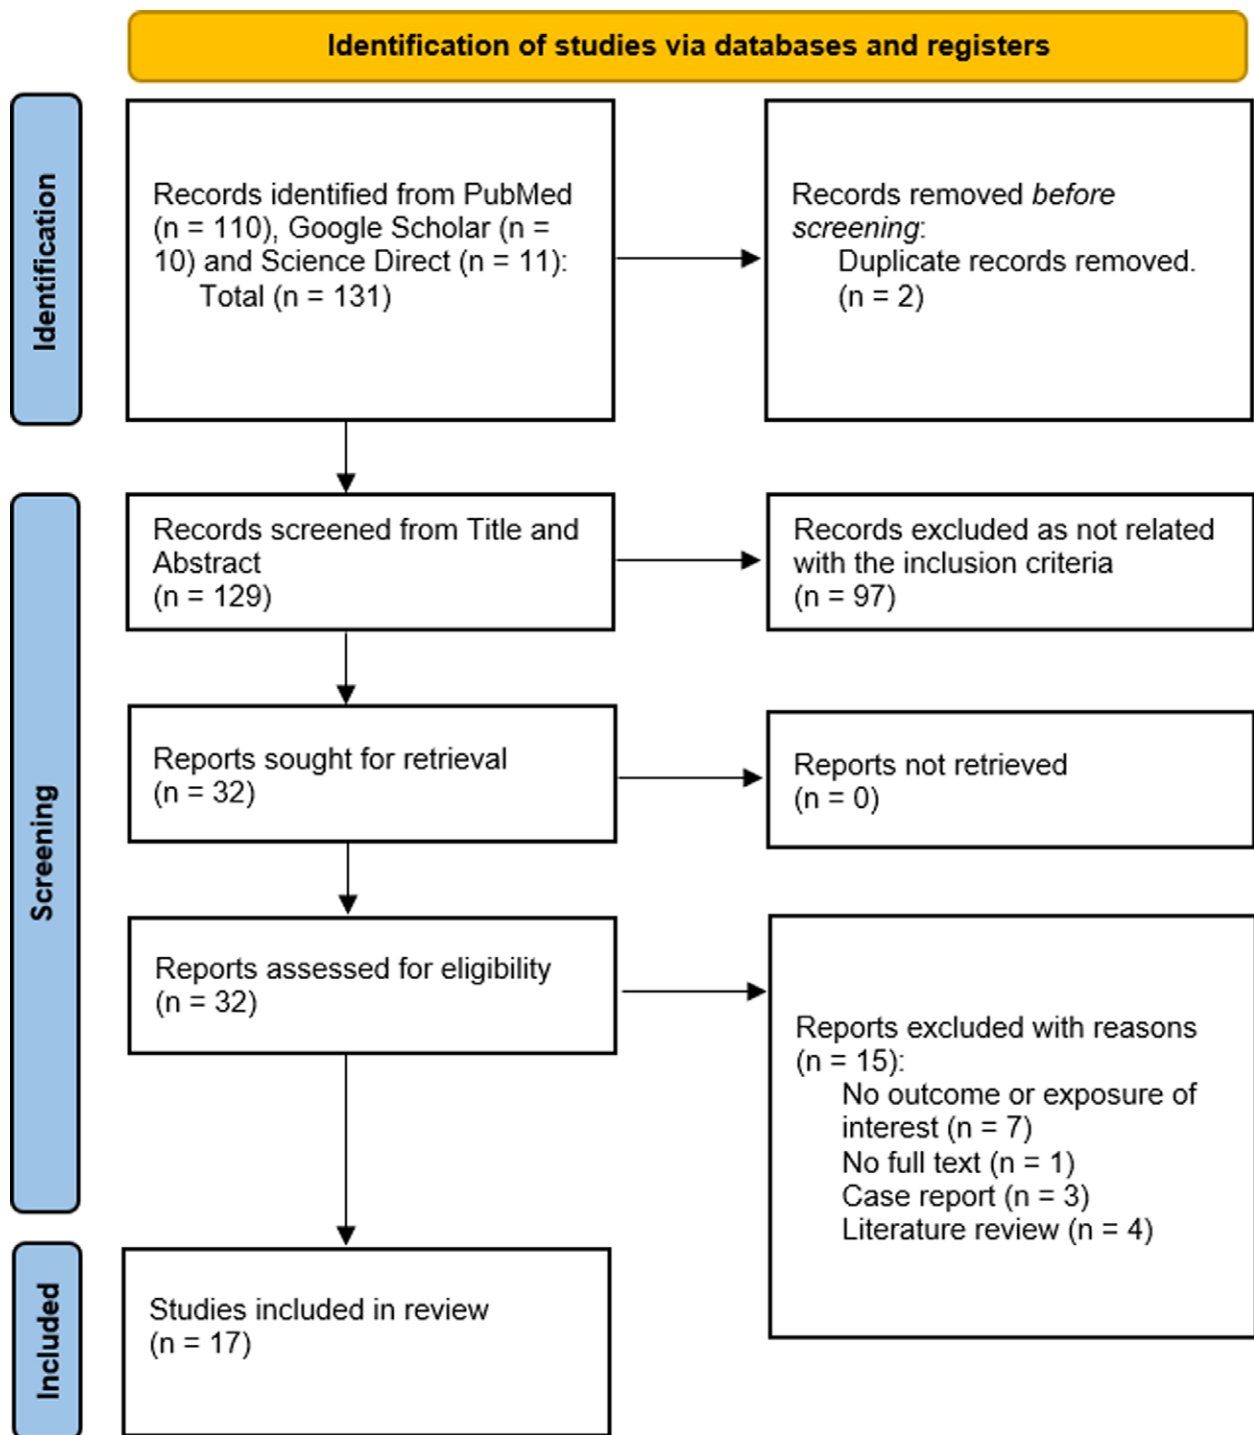 Identification of studies via databases and registers
Identification
Records identified from PubMed
(n = 110), Google Scholar (n =
10) and Science Direct (n = 11):
Total (n = 131)
Records removed before
screening:
Duplicate records removed.
(n = 2)
Screening
Records screened from Title and
Abstract
(n = 129)
Records excluded as not related
with the inclusion criteria
(n = 97)
Reports sought for retrieval
(n = 32)
Reports not retrieved
(n = 0)
Reports assessed for eligibility
(n = 32)
Reports excluded with reasons
(n = 15):
No outcome or exposure of
interest (n = 7)
No full text (n = 1)
Case report (n = 3)
Literature review (n = 4)
Included
Studies included in review
(n = 17)